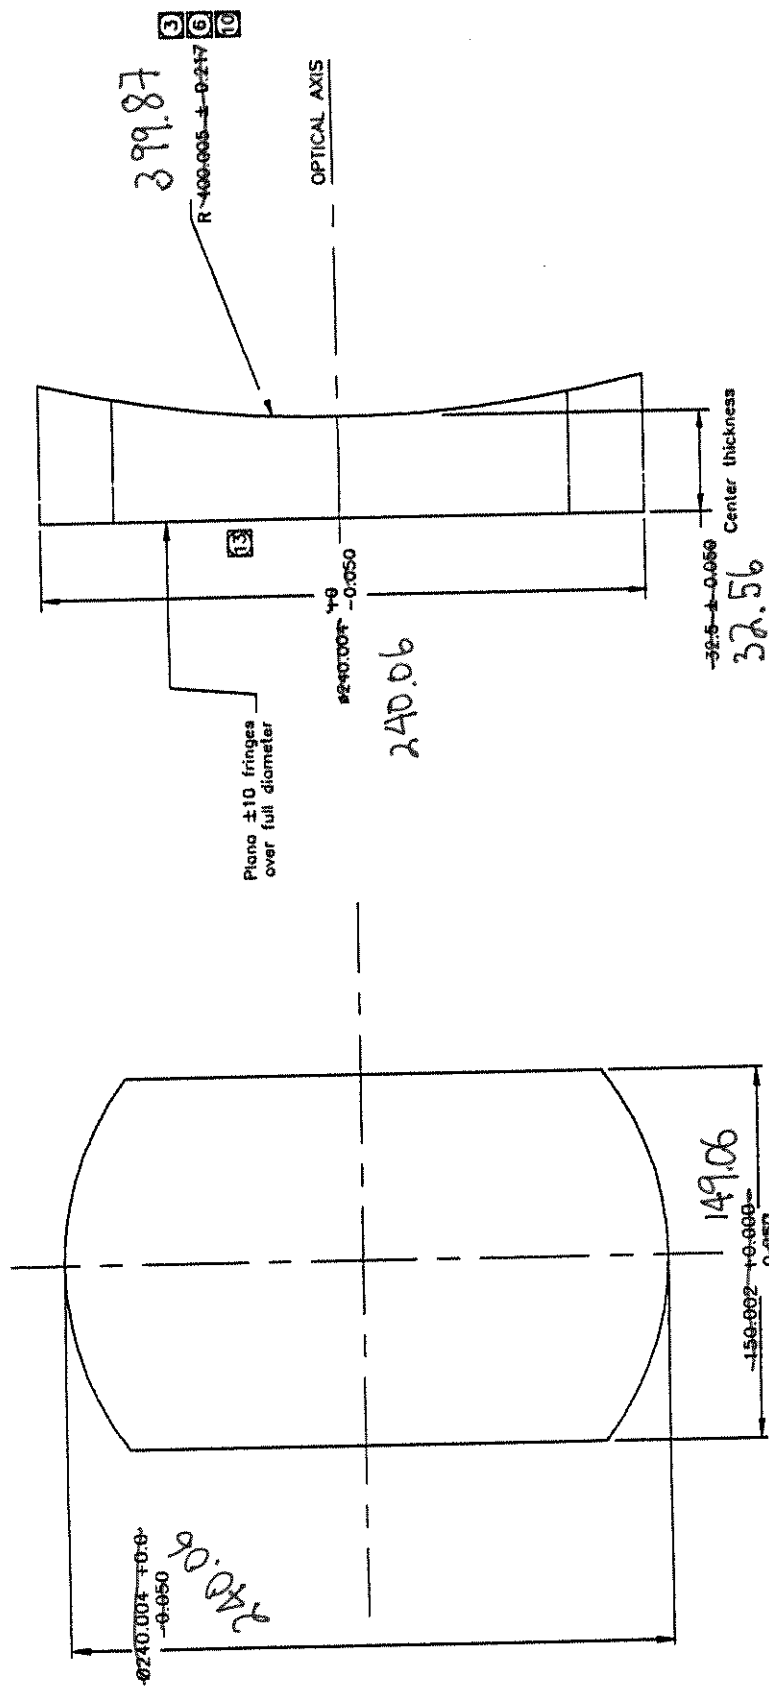 3 6 10
399.87
R 400.005 ± 0.217
OPTICAL AXIS
13
Plano ±10 fringes
over full diameter
ø240.004 +0
-0.050
240.06
32.5 ± 0.050 Center thickness
32.56
Ø240.004 +0.0
-0.050
240.06
149.06
150.002 +0.000
0.050